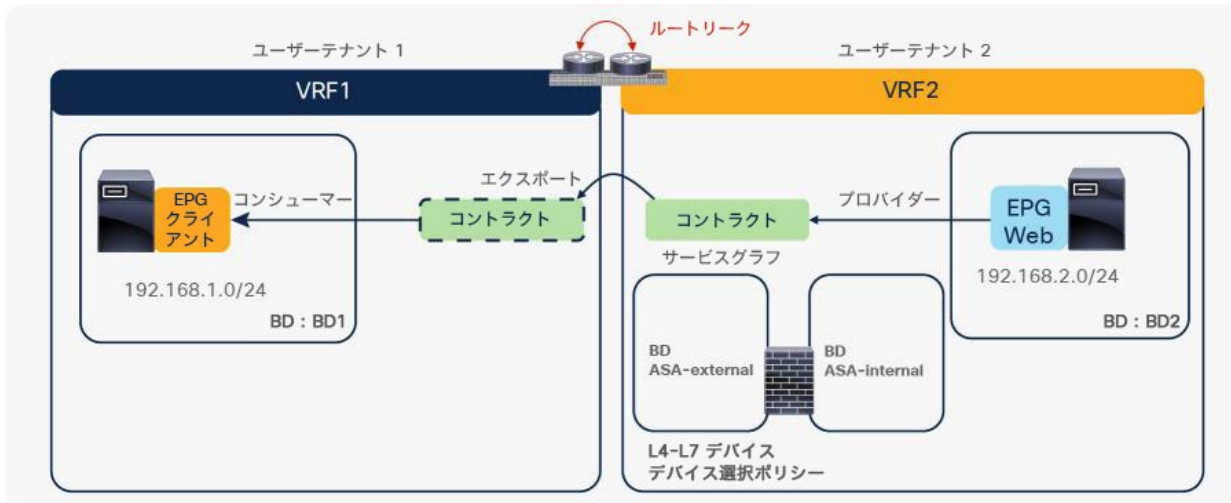 ルートリーク
ユーザーテナント 1
ユーザーテナント 2
VRF1
VRF2
EPG
クライ
アント
コンシューマー
エクスポート
コントラクト
コントラクト
サービスグラフ
プロバイダー
EPG
Web
192.168.1.0/24
BD：BD1
192.168.2.0/24
BD：BD2
BD
ASA-external
BD
ASA-internal
L4-L7 デバイス
デバイス選択ポリシー